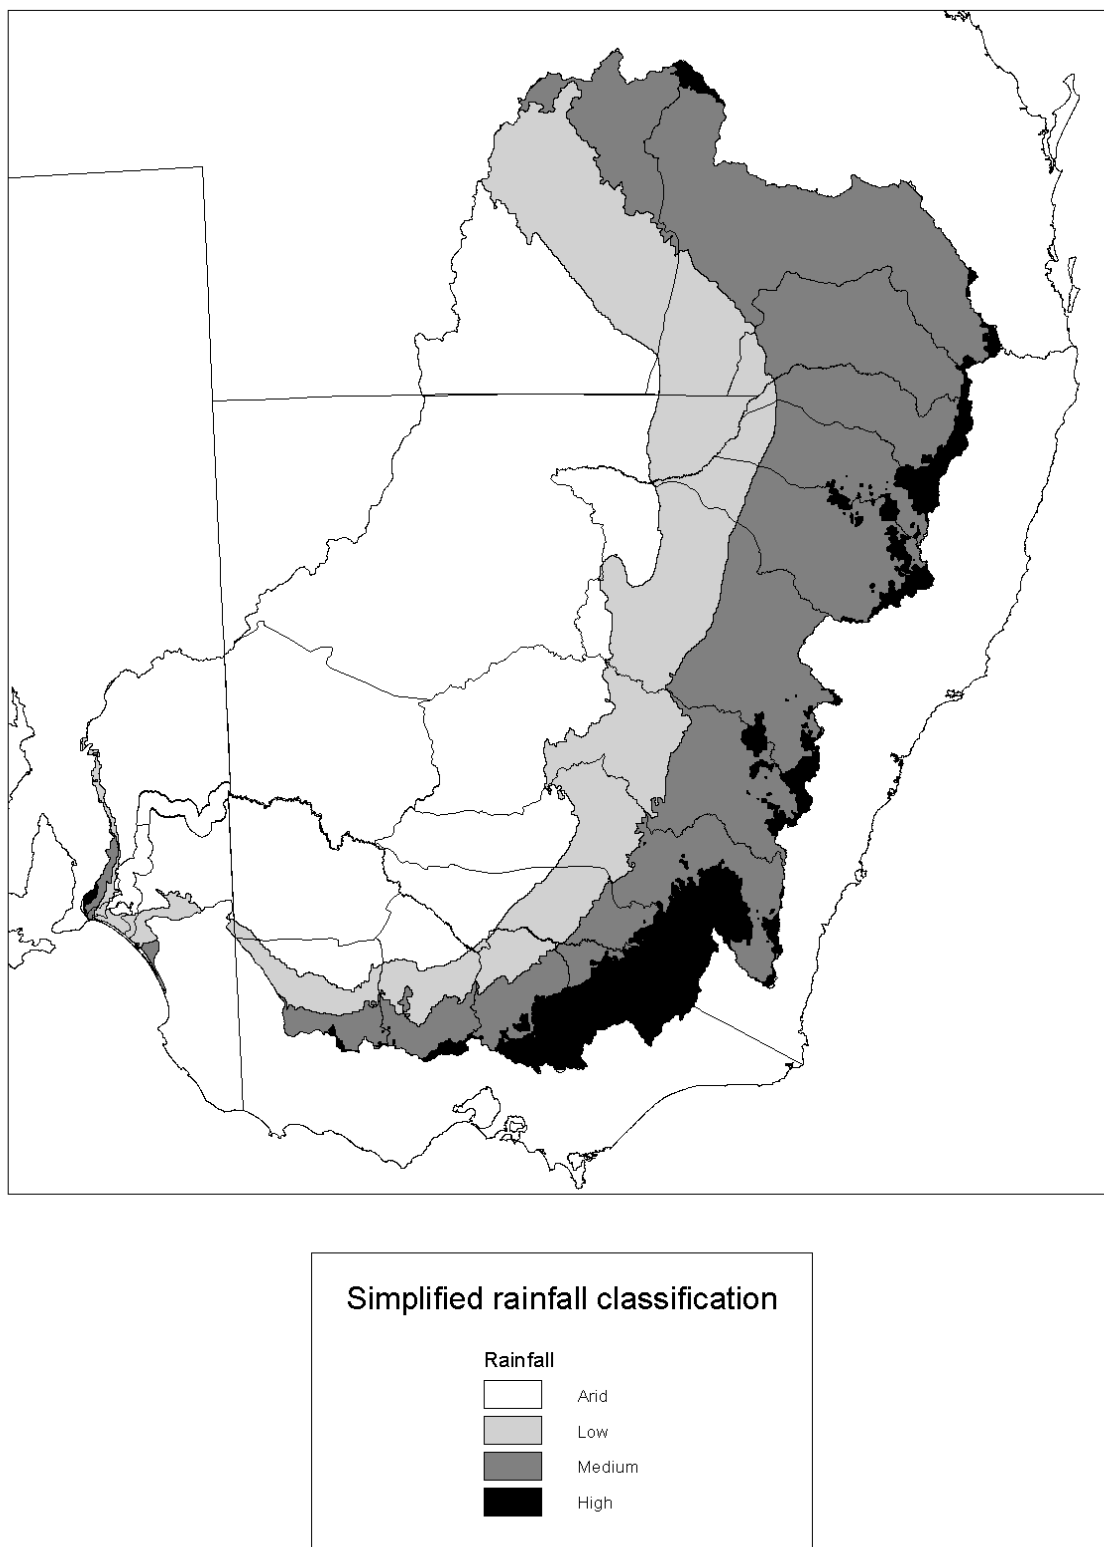 Simplified rainfall classification
Rainfall
Arid
Low
Medium
High